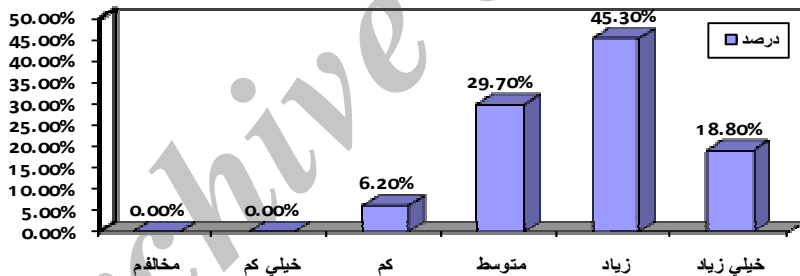 50.00%
45.00%
40.00%
35.00%
30.00%
25.00%
20.00%
15.00%
10.00%
5.00%
0.00%
0.00%
0.00%
6.20%
29.70%
45.30%
18.80%
درصد
مخالفم
خيلي كم
كم
متوسط
زياد
خيلي زياد